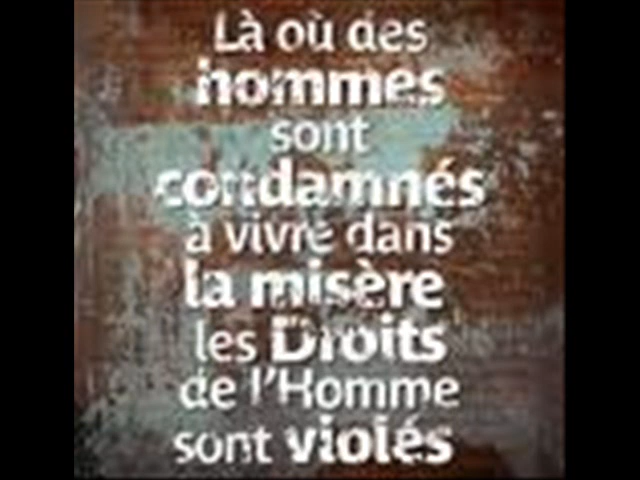 Là où des
hommes
sont
condamnés
à vivre dans
la misère
les Droits
de l'Homme
sont violés